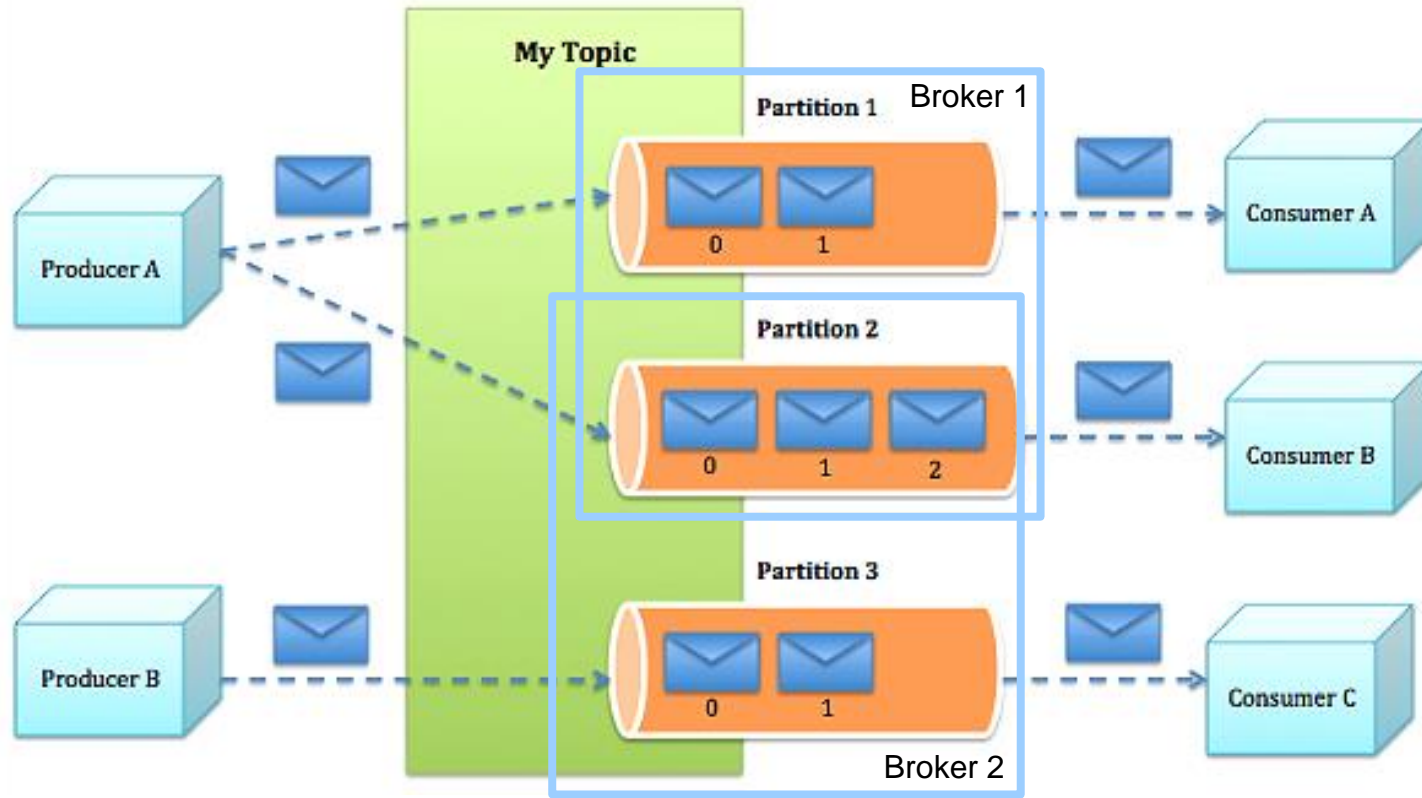 My Topic
Broker 1
Partition 1
Producer A
0
1
Consumer A
Partition 2
0
1
2
Consumer B
Partition 3
Producer B
0
1
Consumer C
Broker 2